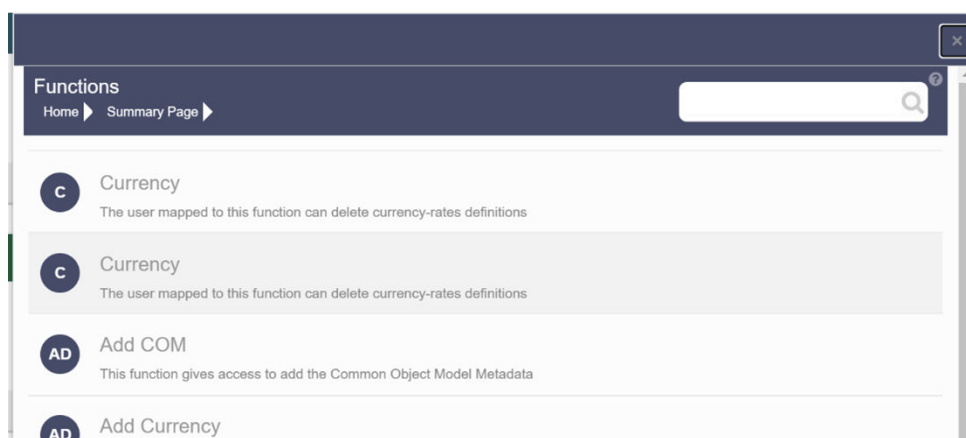 ×
Functions
?
Home Summary Page
C
Currency
The user mapped to this function can delete currency-rates definitions
C
Currency
The user mapped to this function can delete currency-rates definitions
AD
Add COM
This function gives access to add the Common Object Model Metadata
AD
Add Currency